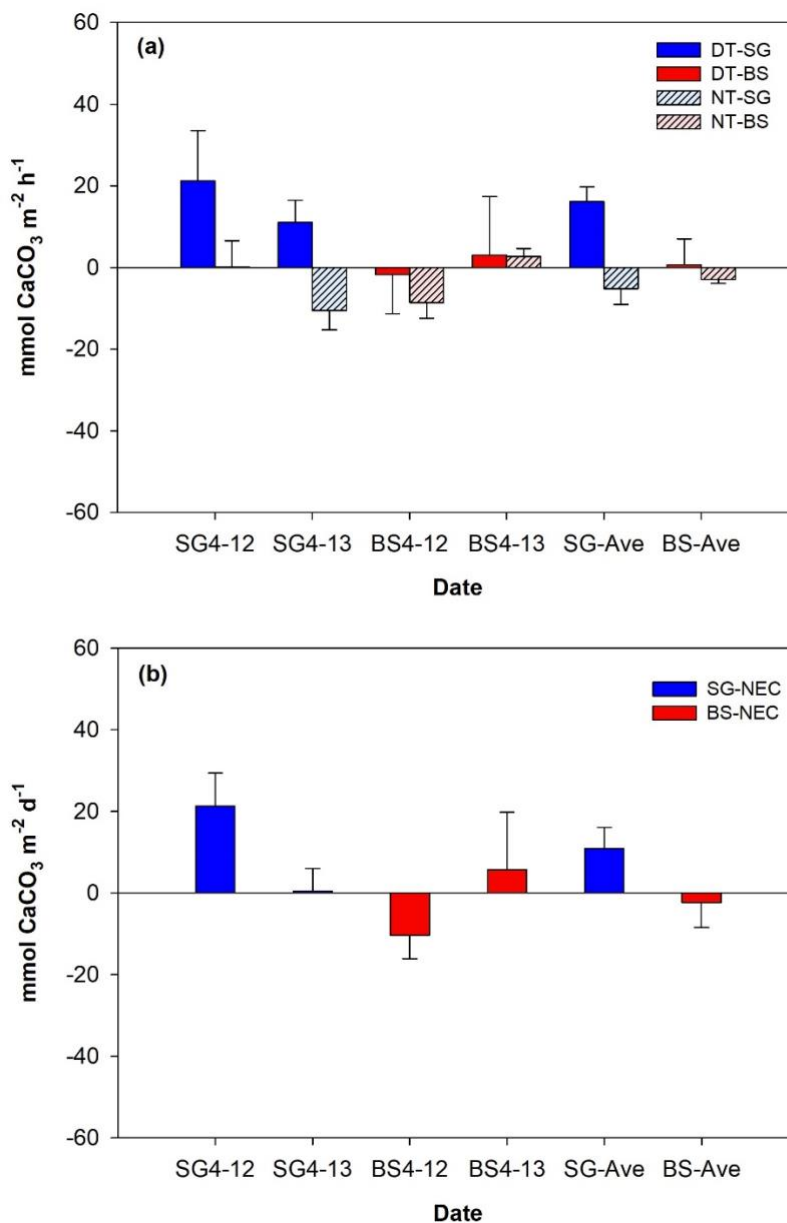 (a)
DT-SG
DT-BS
NT-SG
NT-BS
60
40
20
0
-20
-40
-60
mmol CaCO₃ m⁻² h⁻¹
SG4-12 SG4-13 BS4-12 BS4-13 SG-Ave BS-Ave
Date
(b)
SG-NEC
BS-NEC
60
40
20
0
-20
-40
-60
mmol CaCO₃ m⁻² d⁻¹
SG4-12 SG4-13 BS4-12 BS4-13 SG-Ave BS-Ave
Date